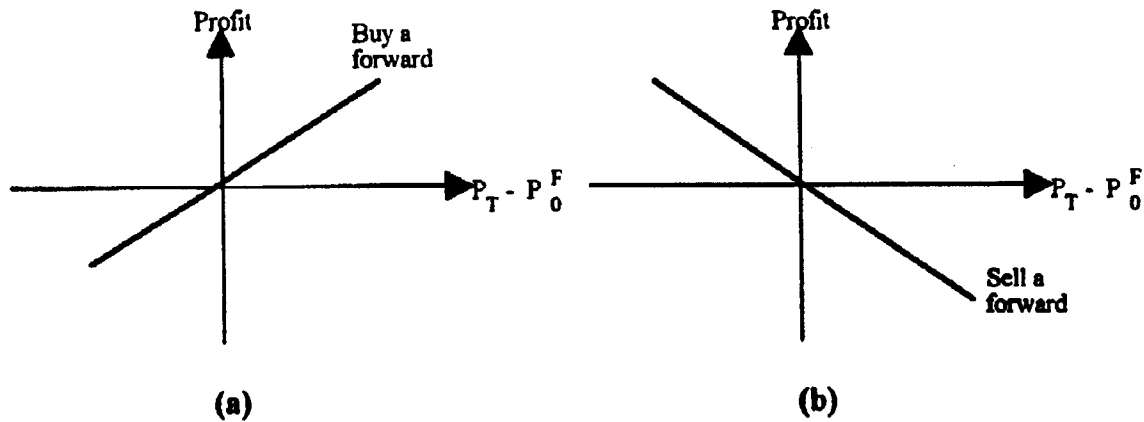 Profit
Buy a
forward
P_T - P_0^F
(a)
Profit
P_T - P_0^F
Sell a
forward
(b)